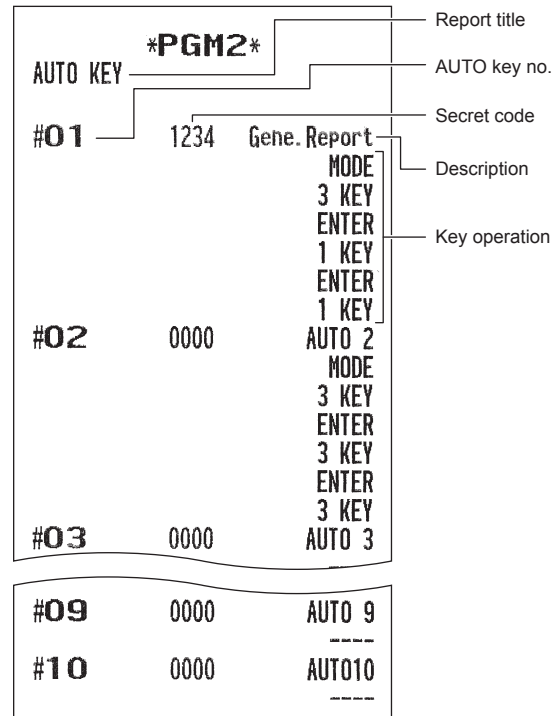 *PGM2*
Report title
AUTO KEY
AUTO key no.
Secret code
#01 1234 Gene.Report
Description
MODE
3 KEY
ENTER
Key operation
1 KEY
ENTER
1 KEY
#02 0000 AUTO 2
MODE
3 KEY
ENTER
3 KEY
ENTER
3 KEY
#03 0000 AUTO 3
----
#09 0000 AUTO 9
----
#10 0000 AUTO10
----